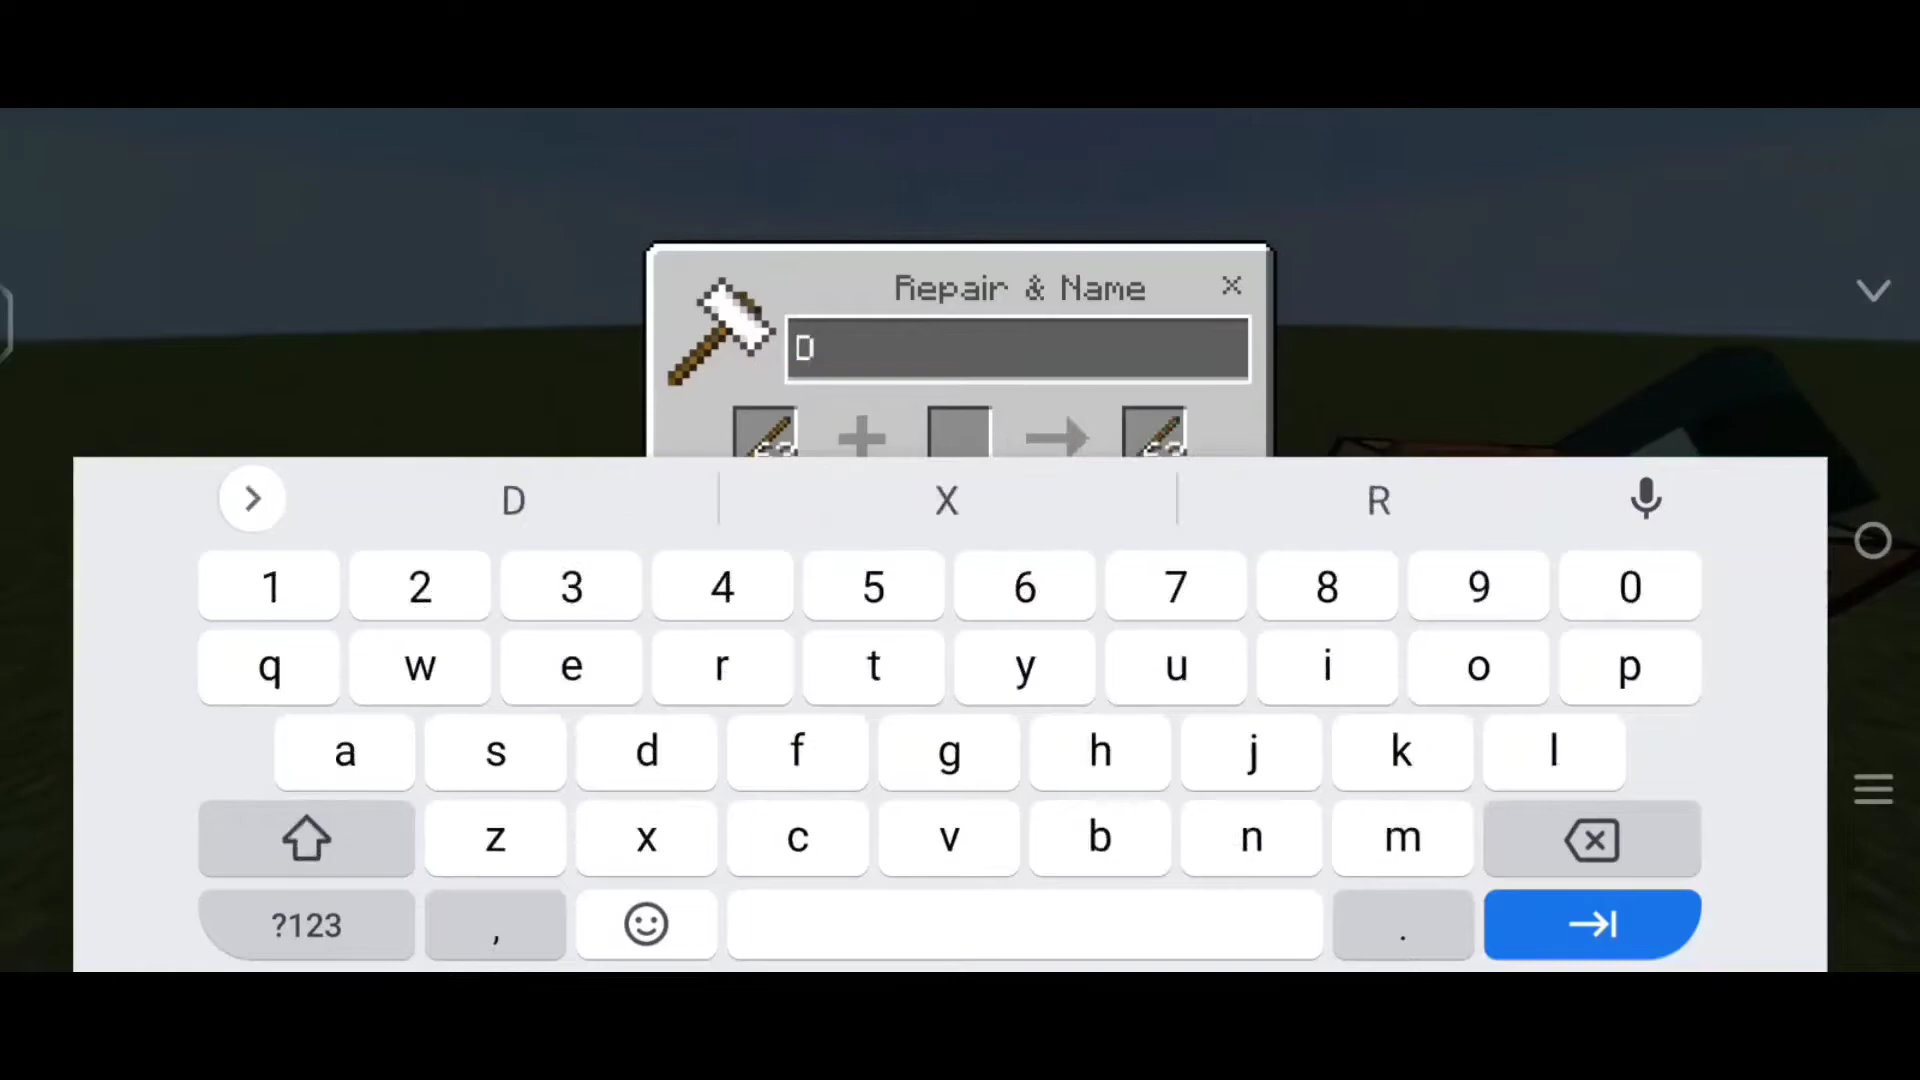 Repair & Name
D
D X R
1 2 3 4 5 6 7 8 9 0
q w e r t y u i o p
a s d f g h j k l
z x c v b n m
?123 , .